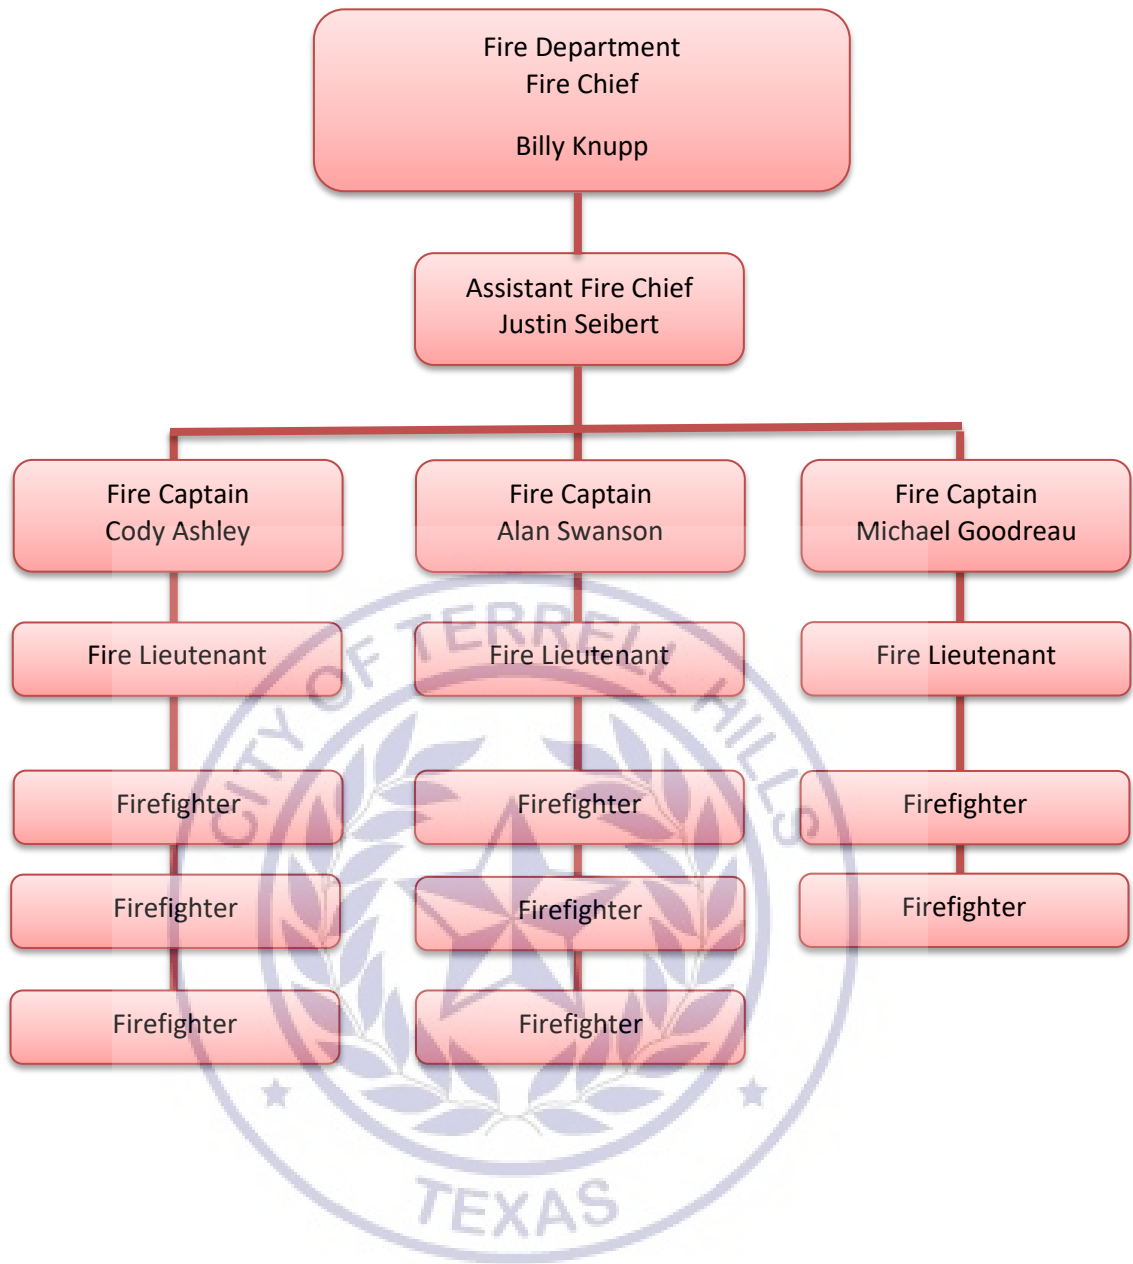 Fire Department
Fire Chief
Billy Knupp
Assistant Fire Chief
Justin Seibert
Fire Captain
Cody Ashley
Fire Captain
Alan Swanson
Fire Captain
Michael Goodreau
Fire Lieutenant
Fire Lieutenant
Fire Lieutenant
Firefighter
Firefighter
Firefighter
Firefighter
Firefighter
Firefighter
Firefighter
Firefighter
CITY OF TERRELL HILLS
TEXAS